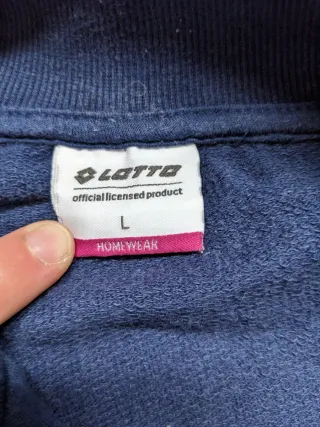 LOTTO
official licensed product
L
HOMEWEAR